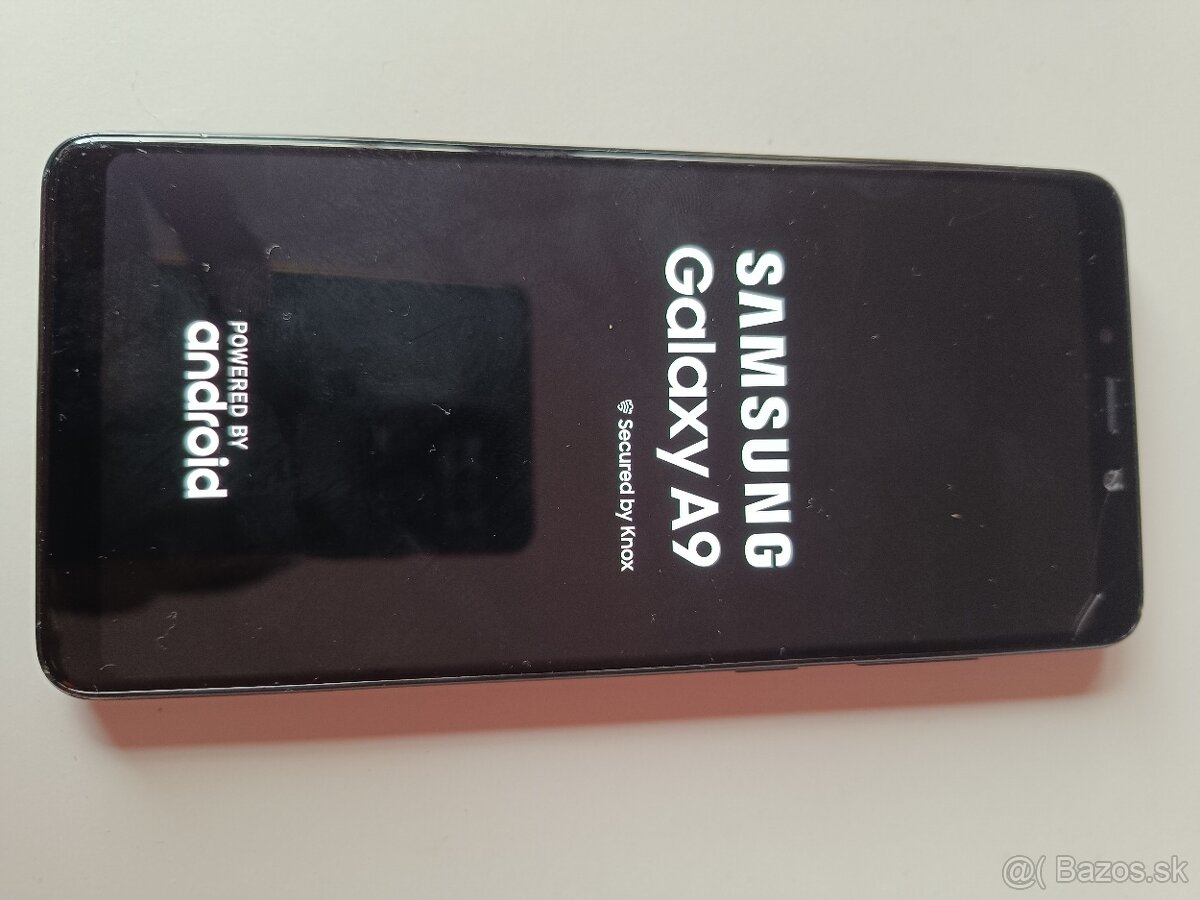 SAMSUNG
Galaxy A9
Secured by Knox
POWERED BY
android
@( Bazos.sk